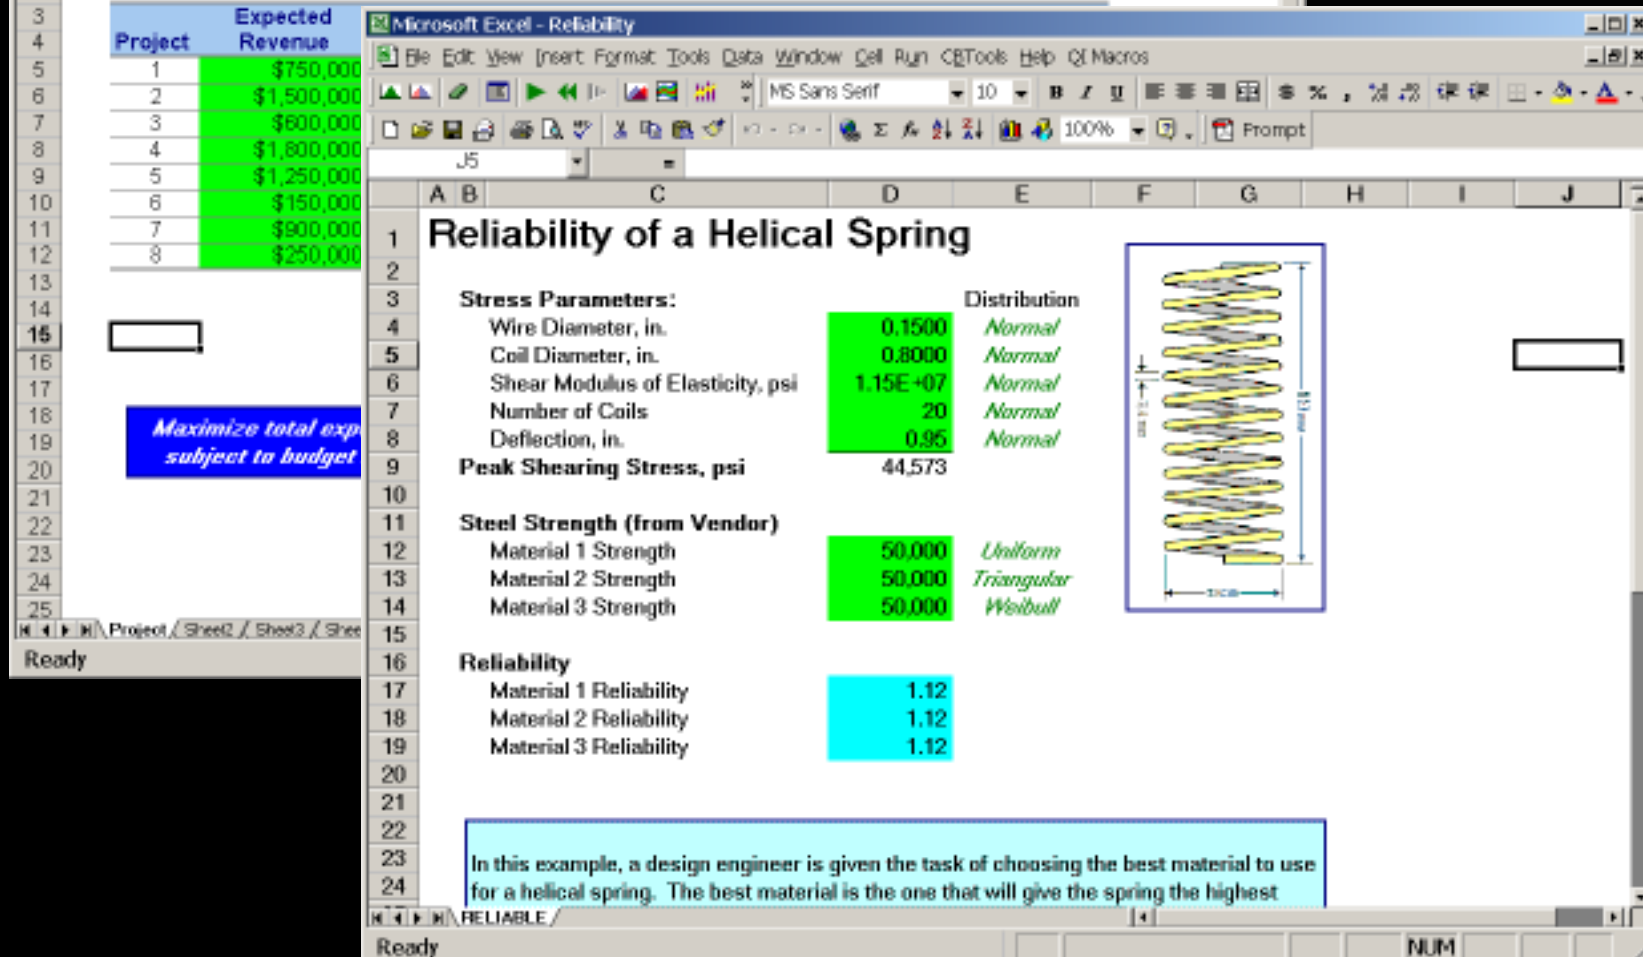 3 Expected
4 Project Revenue
5 1 $750,000
6 2 $1,500,000
7 3 $600,000
8 4 $1,800,000
9 5 $1,250,000
10 6 $150,000
11 7 $900,000
12 8 $250,000
13
14
15
16
17
18 Maximize total exp
19
20 subject to budget
21
22
23
24
25
Project / Sheet2 / Sheet3 / Shee
Ready
Microsoft Excel - Reliability
File Edit View Insert Format Tools Data Window Cell Run CBTools Help QI Macros
MS Sans Serif 10 B I U $ % ,
Σ 100% Prompt
J5 =
A B C D E F G H I J
1 Reliability of a Helical Spring
2
3 Stress Parameters: Distribution
4 Wire Diameter, in. 0.1500 Normal
5 Coil Diameter, in. 0.8000 Normal
6 Shear Modulus of Elasticity, psi 1.15E+07 Normal
7 Number of Coils 20 Normal
8 Deflection, in. 0.95 Normal
9 Peak Shearing Stress, psi 44,573
10
11 Steel Strength (from Vendor)
12 Material 1 Strength 50,000 Uniform
13 Material 2 Strength 50,000 Triangular
14 Material 3 Strength 50,000 Weibull
15
16 Reliability
17 Material 1 Reliability 1.12
18 Material 2 Reliability 1.12
19 Material 3 Reliability 1.12
20
21
22
23 In this example, a design engineer is given the task of choosing the best material to use
24 for a helical spring. The best material is the one that will give the spring the highest
RELIABLE
Ready NUM